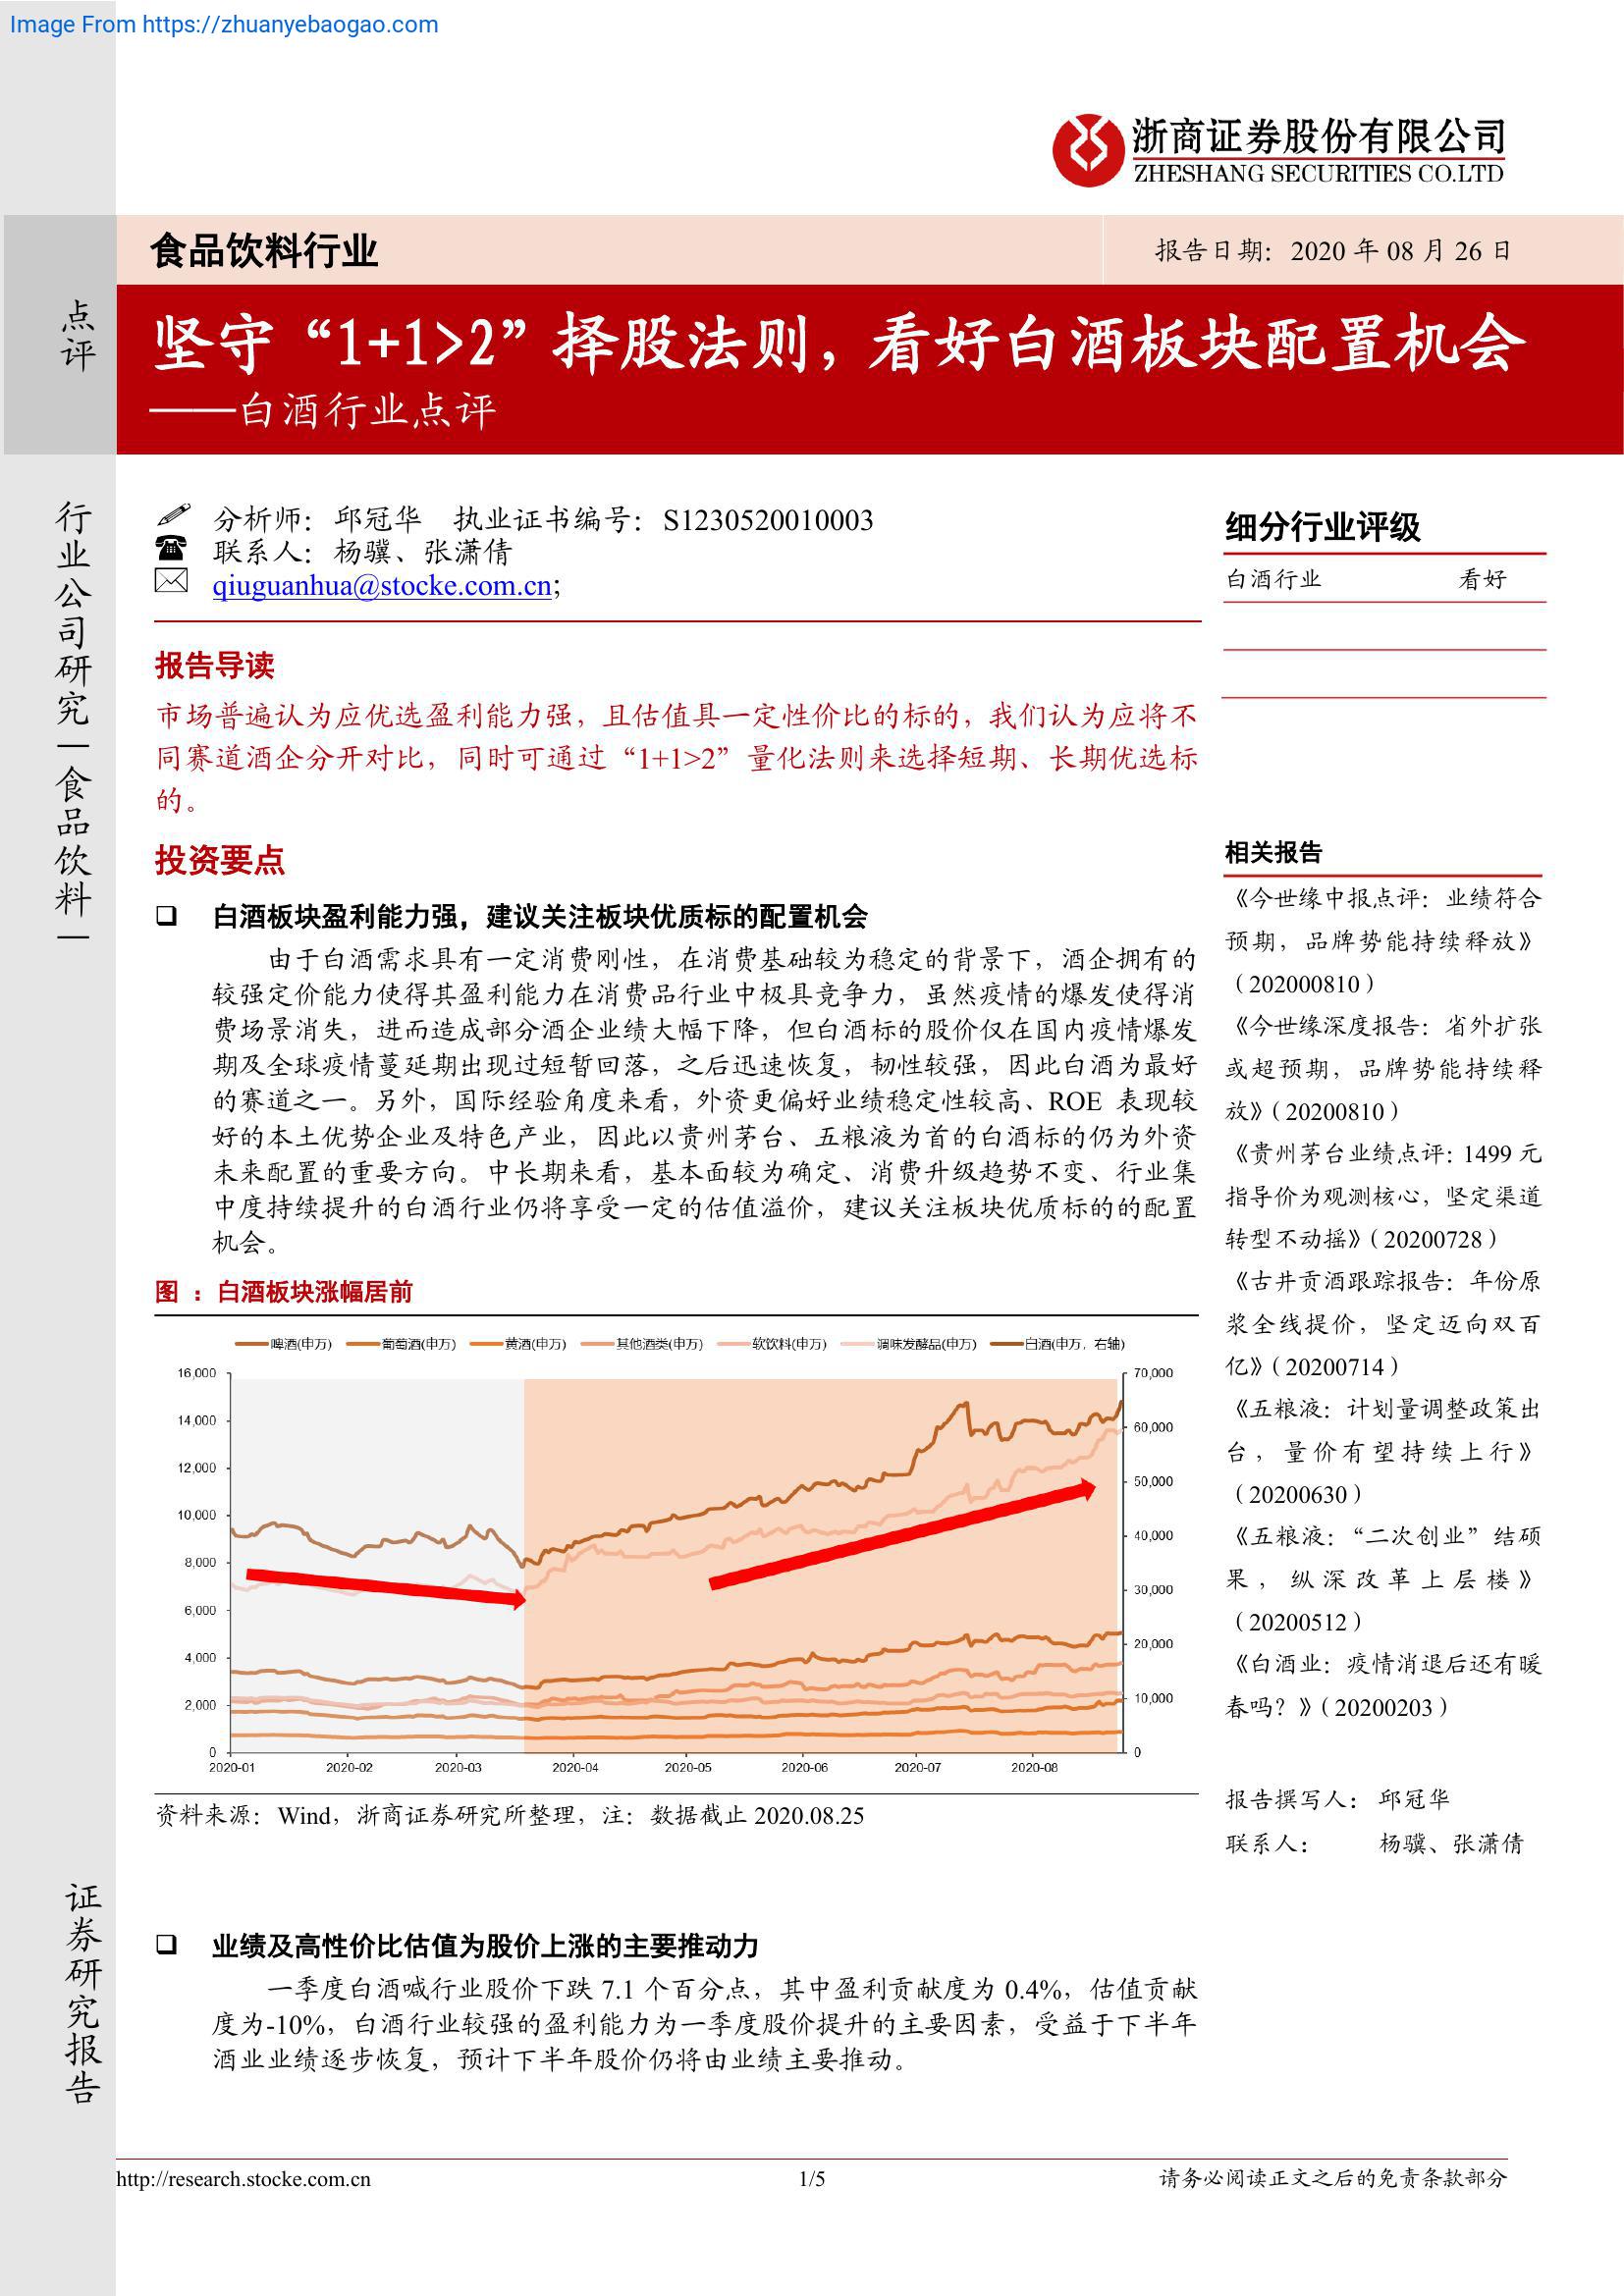 Image From https://zhuanyebaogao.com
浙商证券股份有限公司
ZHESHANG SECURITIES CO.LTD
食品饮料行业
报告日期：2020 年 08 月 26 日
点评
坚守“1+1>2”择股法则，看好白酒板块配置机会
——白酒行业点评
行业公司研究|食品饮料|
分析师：邱冠华 执业证书编号：S1230520010003
联系人：杨骥、张潇倩
qiuguanhua@stocke.com.cn;
报告导读
市场普遍认为应优选盈利能力强，且估值具一定性价比的标的，我们认为应将不
同赛道酒企分开对比，同时可通过“1+1>2”量化法则来选择短期、长期优选标
的。
投资要点
❑ 白酒板块盈利能力强，建议关注板块优质标的配置机会
由于白酒需求具有一定消费刚性，在消费基础较为稳定的背景下，酒企拥有的
较强定价能力使得其盈利能力在消费品行业中极具竞争力，虽然疫情的爆发使得消
费场景消失，进而造成部分酒企业绩大幅下降，但白酒标的股价仅在国内疫情爆发
期及全球疫情蔓延期出现过短暂回落，之后迅速恢复，韧性较强，因此白酒为最好
的赛道之一。另外，国际经验角度来看，外资更偏好业绩稳定性较高、ROE 表现较
好的本土优势企业及特色产业，因此以贵州茅台、五粮液为首的白酒标的仍为外资
未来配置的重要方向。中长期来看，基本面较为确定、消费升级趋势不变、行业集
中度持续提升的白酒行业仍将享受一定的估值溢价，建议关注板块优质标的的配置
机会。
图 ：白酒板块涨幅居前
啤酒(申万) 葡萄酒(申万) 黄酒(申万) 其他酒类(申万) 软饮料(申万) 调味发酵品(申万) 白酒(申万，右轴)
16,000 70,000
14,000 60,000
12,000 50,000
10,000 40,000
8,000 30,000
6,000 20,000
4,000 10,000
2,000 0
0
2020-01 2020-02 2020-03 2020-04 2020-05 2020-06 2020-07 2020-08
资料来源：Wind，浙商证券研究所整理，注：数据截止 2020.08.25
❑ 业绩及高性价比估值为股价上涨的主要推动力
一季度白酒喊行业股价下跌 7.1 个百分点，其中盈利贡献度为 0.4%，估值贡献
度为-10%，白酒行业较强的盈利能力为一季度股价提升的主要因素，受益于下半年
酒业业绩逐步恢复，预计下半年股价仍将由业绩主要推动。
细分行业评级
白酒行业 看好
相关报告
《今世缘中报点评：业绩符合
预期，品牌势能持续释放》
（202000810）
《今世缘深度报告：省外扩张
或超预期，品牌势能持续释
放》（20200810）
《贵州茅台业绩点评：1499 元
指导价为观测核心，坚定渠道
转型不动摇》（20200728）
《古井贡酒跟踪报告：年份原
浆全线提价，坚定迈向双百
亿》（20200714）
《五粮液：计划量调整政策出
台，量价有望持续上行》
（20200630）
《五粮液：“二次创业”结硕
果，纵深改革上层楼》
（20200512）
《白酒业：疫情消退后还有暖
春吗？》（20200203）
报告撰写人：邱冠华
联系人：杨骥、张潇倩
证券研究报告
http://research.stocke.com.cn 1/5 请务必阅读正文之后的免责条款部分